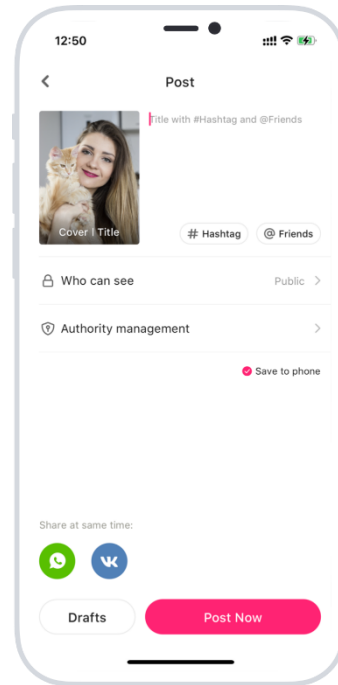 12:50
Post
Title with #Hashtag and @Friends
Cover | Title
# Hashtag
@ Friends
Who can see
Public
Authority management
Save to phone
Share at same time:
Drafts
Post Now